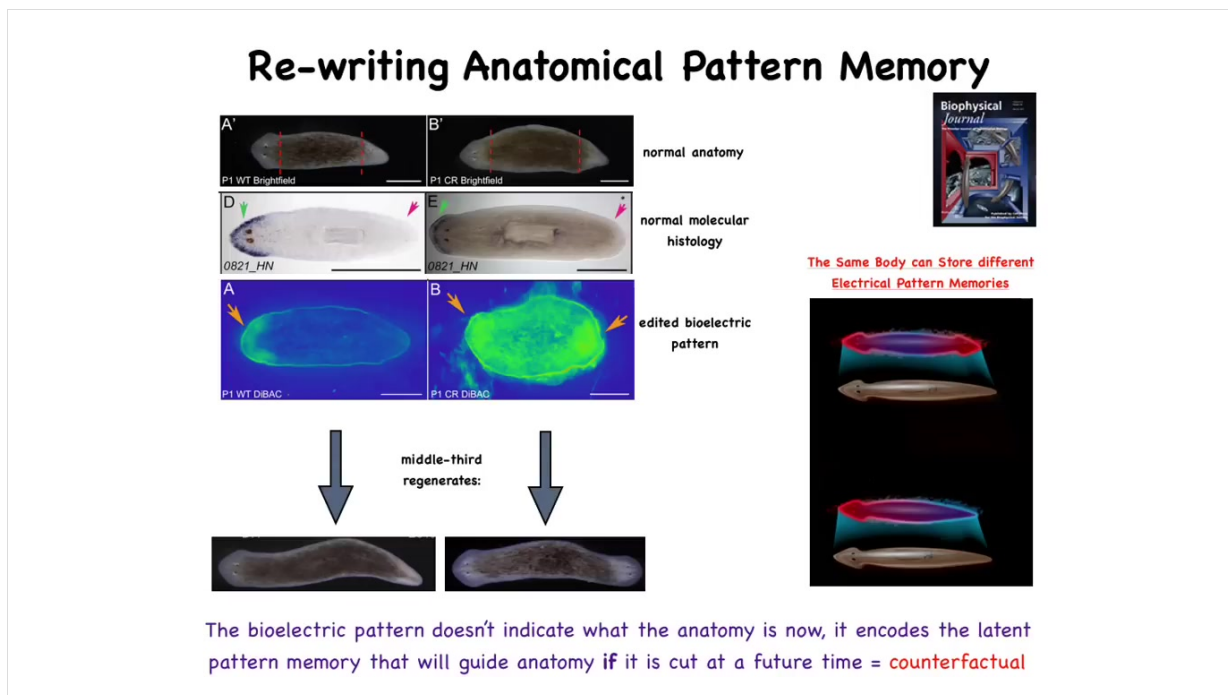 Re-writing Anatomical Pattern Memory
A'
P1 WT Brightfield
B'
P1 CR Brightfield
normal anatomy
D
0821_HN
E
*
0821_HN
normal molecular
histology
A
P1 WT DiBAC
B
P1 CR DiBAC
edited bioelectric
pattern
middle-third
regenerates:
Biophysical
Journal
The Same Body can Store different
Electrical Pattern Memories
The bioelectric pattern doesn't indicate what the anatomy is now, it encodes the latent
pattern memory that will guide anatomy if it is cut at a future time = counterfactual